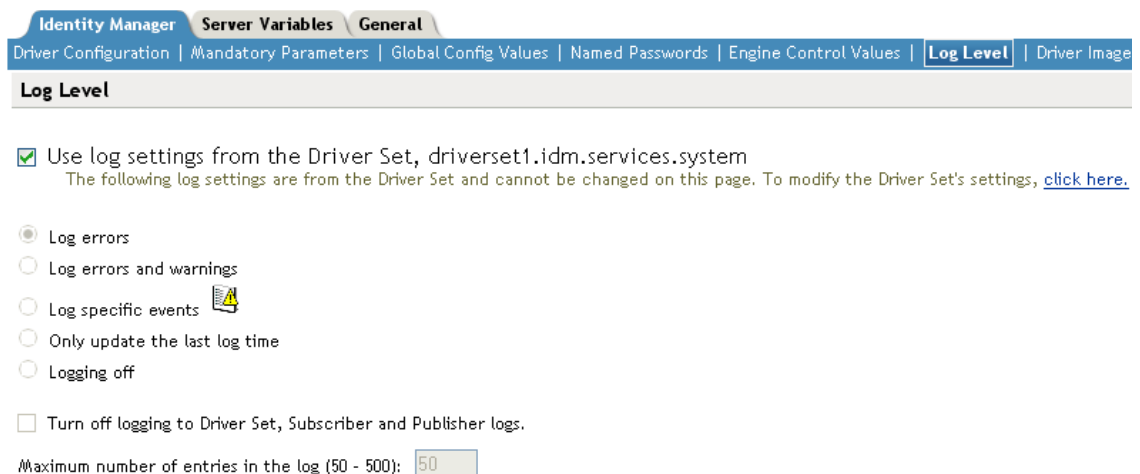 Identity Manager Server Variables General
Driver Configuration | Mandatory Parameters | Global Config Values | Named Passwords | Engine Control Values | Log Level | Driver Image
Log Level
Use log settings from the Driver Set, driverset1.idm.services.system
The following log settings are from the Driver Set and cannot be changed on this page. To modify the Driver Set's settings, click here.
Log errors
Log errors and warnings
Log specific events
Only update the last log time
Logging off
Turn off logging to Driver Set, Subscriber and Publisher logs.
Maximum number of entries in the log (50 - 500): 50